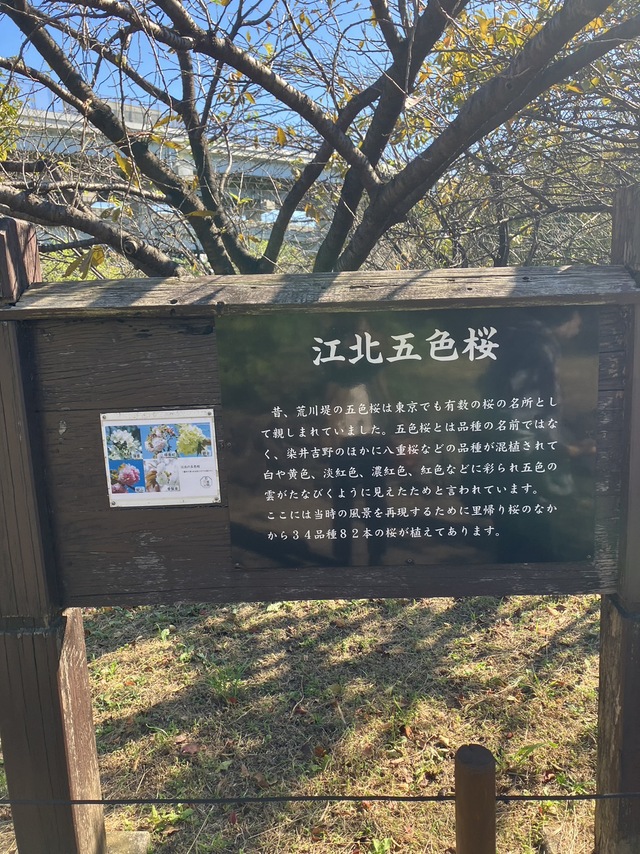 江北五色桜
昔、荒川堤の五色桜は東京でも有数の桜の名所とし
て親しまれていました。五色桜とは品種の名前ではな
く、染井吉野のほかに八重桜などの品種が混植されて
白や黄色、淡紅色、濃紅色、紅色などに彩られ五色の
雲がたなびくように見えたためと言われています。
ここには当時の風景を再現するために里帰り桜のなか
から34品種82本の桜が植えてあります。